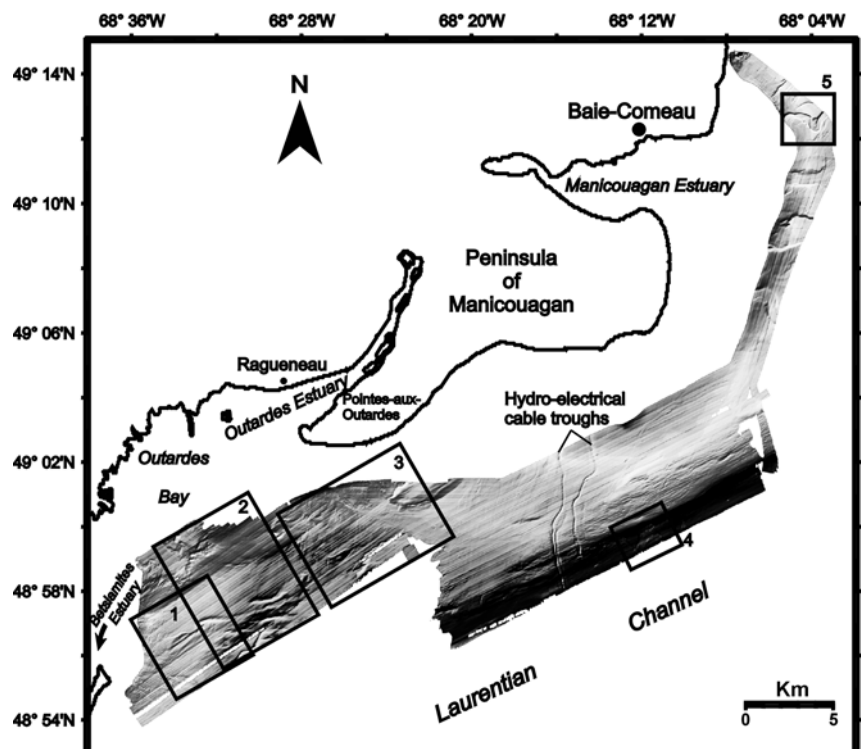 68° 36'W 68° 28'W 68° 20'W 68° 12'W 68° 04'W
49° 14'N
49° 10'N
49° 06'N
49° 02'N
48° 58'N
48° 54'N
N
5
Baie-Comeau
Manicouagan Estuary
Peninsula
of
Manicouagan
Ragueneau
Outardes Estuary
Pointes-aux-
Outardes
Hydro-electrical
cable troughs
Outardes
Bay
3
2
4
1
Betsiamites
Estuary
Laurentian
Channel
Km
0 5